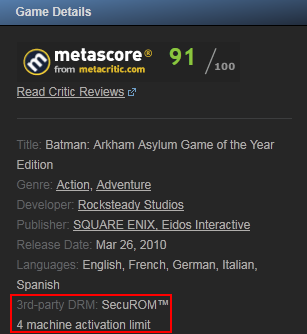 Game Details
metascore®
from metacritic.com
91 / 100
Read Critic Reviews
Title: Batman: Arkham Asylum Game of the Year
Edition
Genre: Action, Adventure
Developer: Rocksteady Studios
Publisher: SQUARE ENIX, Eidos Interactive
Release Date: Mar 26, 2010
Languages: English, French, German, Italian,
Spanish
3rd-party DRM: SecuROM™
4 machine activation limit